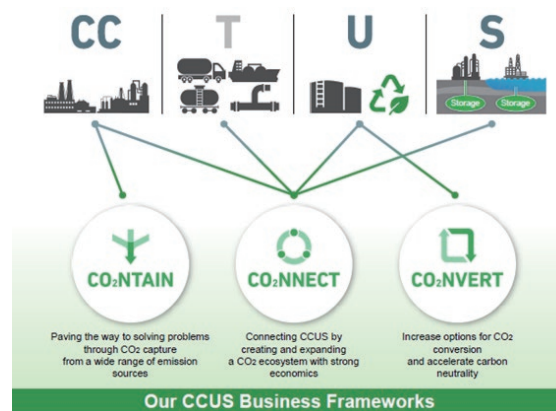 CC T U S
Storage Storage
CO₂NTAIN
Paving the way to solving problems
through CO₂ capture
from a wide range of emission
sources
CO₂NNECT
Connecting CCUS by
creating and expanding
a CO₂ ecosystem with strong
economics
CO₂NVERT
Increase options for CO₂
conversion
and accelerate carbon
neutrality
Our CCUS Business Frameworks